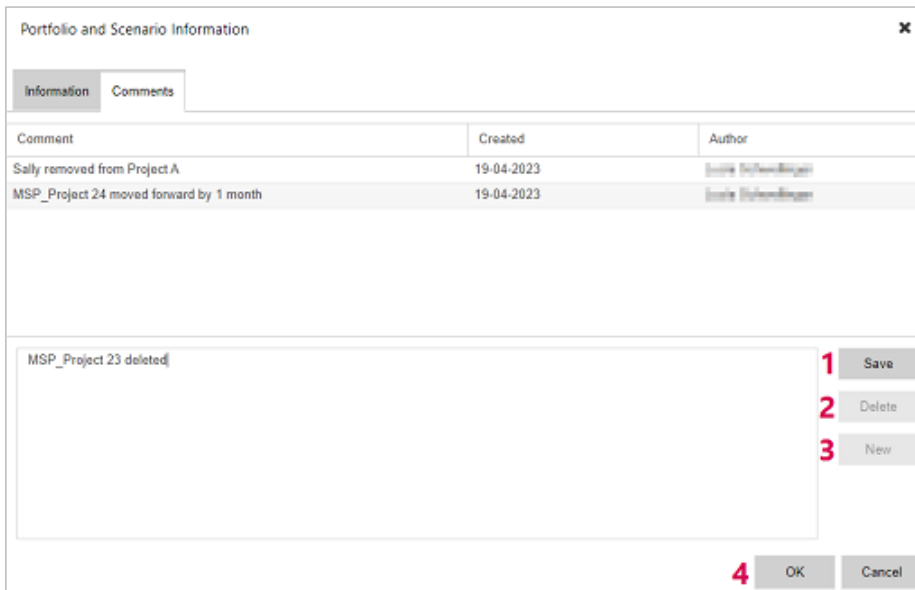 Portfolio and Scenario Information
Information Comments
Comment Created Author
Sally removed from Project A 19-04-2023
MSP_Project 24 moved forward by 1 month 19-04-2023
MSP_Project 23 deleted
1 Save
2 Delete
3 New
4 OK Cancel